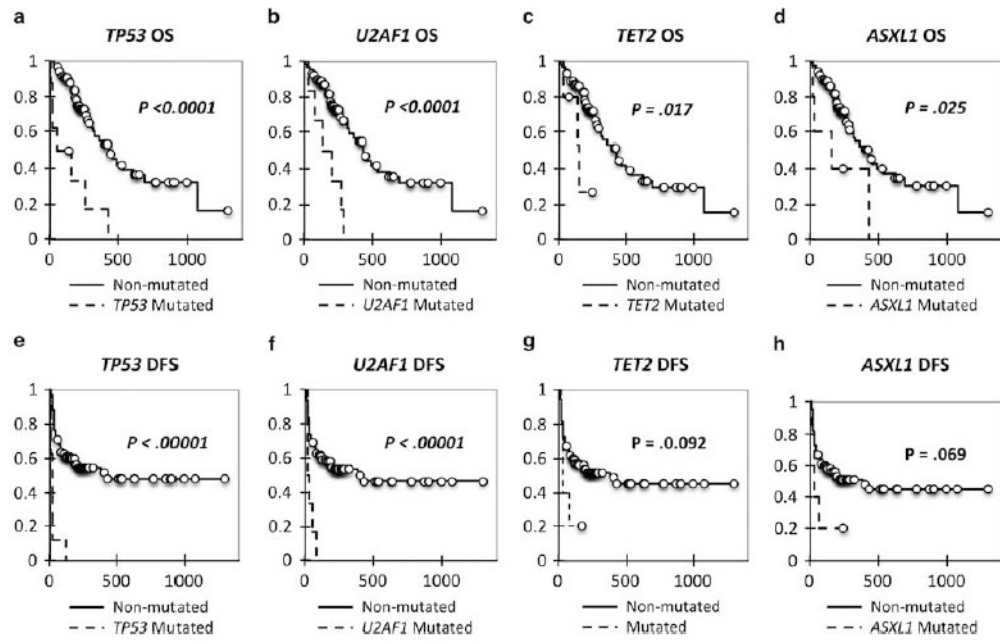 a
TP53 OS
1
0.8
0.6
0.4
0.2
0
P <0.0001
0 500 1000
Non-mutated
TP53 Mutated
b
U2AF1 OS
1
0.8
0.6
0.4
0.2
0
P <0.0001
0 500 1000
Non-mutated
U2AF1 Mutated
c
TET2 OS
1
0.8
0.6
0.4
0.2
0
P = .017
0 500 1000
Non-mutated
TET2 Mutated
d
ASXL1 OS
1
0.8
0.6
0.4
0.2
0
P = .025
0 500 1000
Non-mutated
ASXL1 Mutated
e
TP53 DFS
1
0.8
0.6
0.4
0.2
0
P < .00001
0 500 1000
Non-mutated
TP53 Mutated
f
U2AF1 DFS
1
0.8
0.6
0.4
0.2
0
P < .00001
0 500 1000
Non-mutated
U2AF1 Mutated
g
TET2 DFS
1
0.8
0.6
0.4
0.2
0
P = .0.092
0 500 1000
Non-mutated
Mutated
h
ASXL1 DFS
1
0.8
0.6
0.4
0.2
0
P = .069
0 500 1000
Non-mutated
ASXL1 Mutated